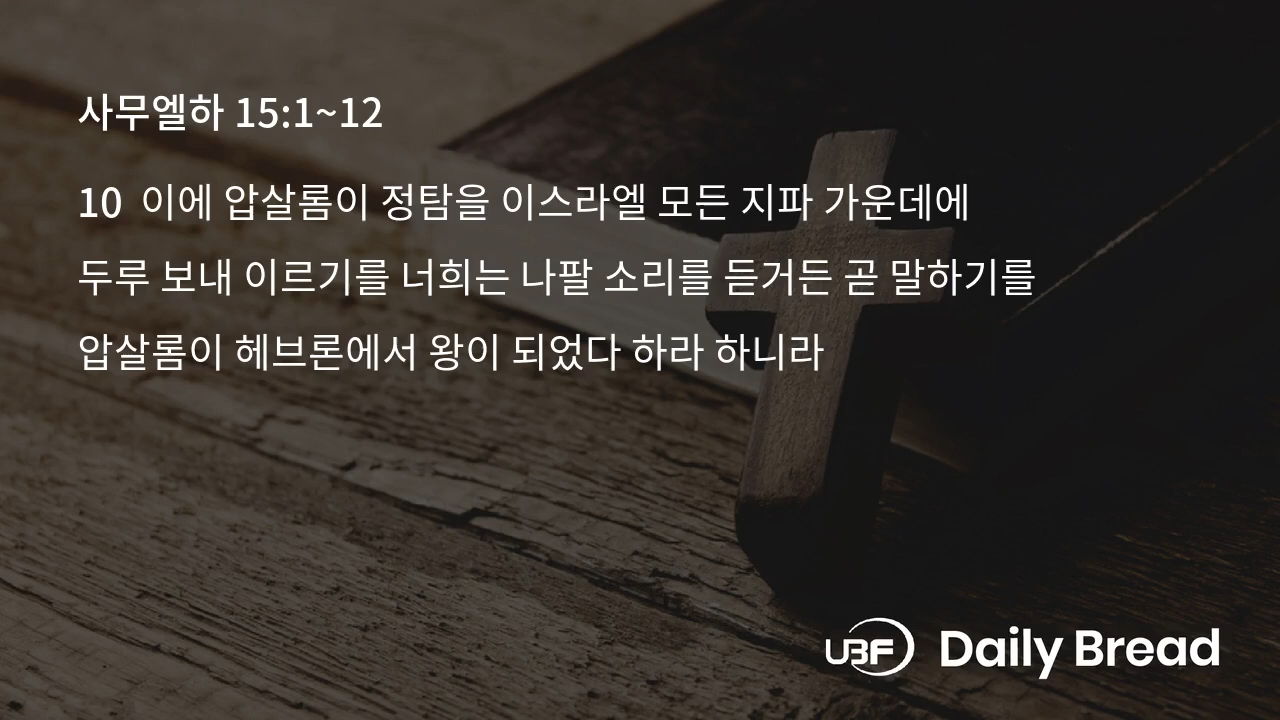 사무엘하 15:1~12
10 이에 압살롬이 정탐을 이스라엘 모든 지파 가운데에
두루 보내 이르기를 너희는 나팔 소리를 듣거든 곧 말하기를
압살롬이 헤브론에서 왕이 되었다 하라 하니라
UBF Daily Bread